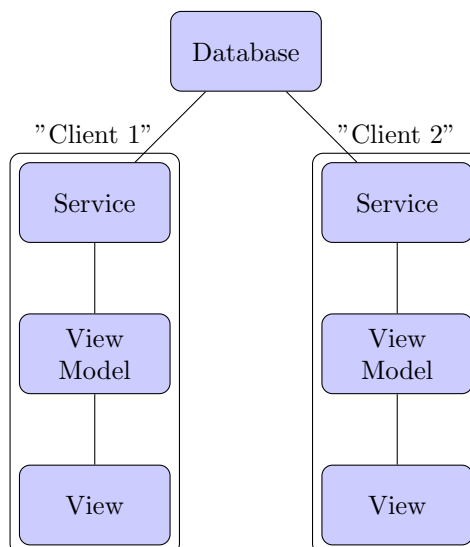 Database
”Client 1”
”Client 2”
Service
Service
View
Model
View
Model
View
View